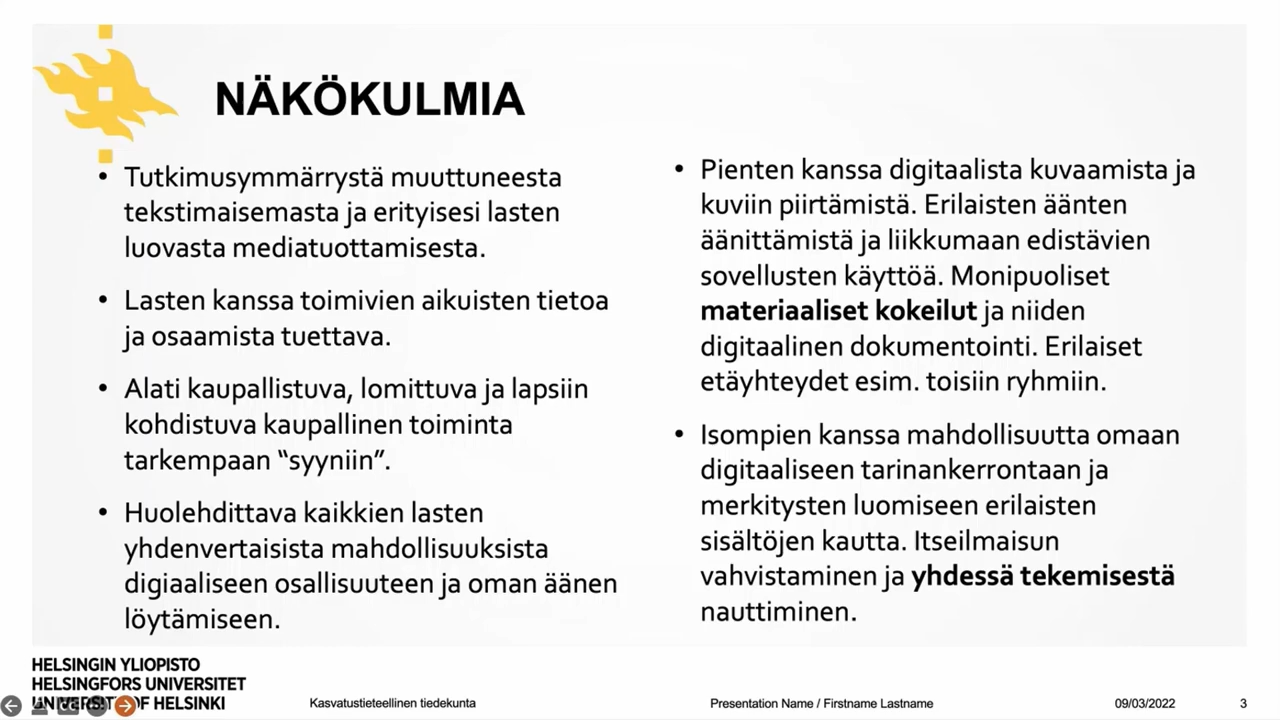 NÄKÖKULMIA
• Tutkimusymmärrystä muuttuneesta
tekstimaisemasta ja erityisesi lasten
luovasta mediatuottamisesta.
• Lasten kanssa toimivien aikuisten tietoa
ja osaamista tuettava.
• Alati kaupallistuva, lomittuva ja lapsiin
kohdistuva kaupallinen toiminta
tarkempaan “syyniin”.
• Huolehdittava kaikkien lasten
yhdenvertaisista mahdollisuuksista
digiaaliseen osallisuuteen ja oman äänen
löytämiseen.
• Pienten kanssa digitaalista kuvaamista ja
kuviin piirtämistä. Erilaisten äänten
äänittämistä ja liikkumaan edistävien
sovellusten käyttöä. Monipuoliset
materiaaliset kokeilut ja niiden
digitaalinen dokumentointi. Erilaiset
etäyhteydet esim. toisiin ryhmiin.
• Isompien kanssa mahdollisuutta omaan
digitaaliseen tarinankerrontaan ja
merkitysten luomiseen erilaisten
sisältöjen kautta. Itseilmaisun
vahvistaminen ja yhdessä tekemisestä
nauttiminen.
HELSINGIN YLIOPISTO
HELSINGFORS UNIVERSITET
UNIVERSITY OF HELSINKI
Kasvatustieteellinen tiedekunta
Presentation Name / Firstname Lastname
09/03/2022
3